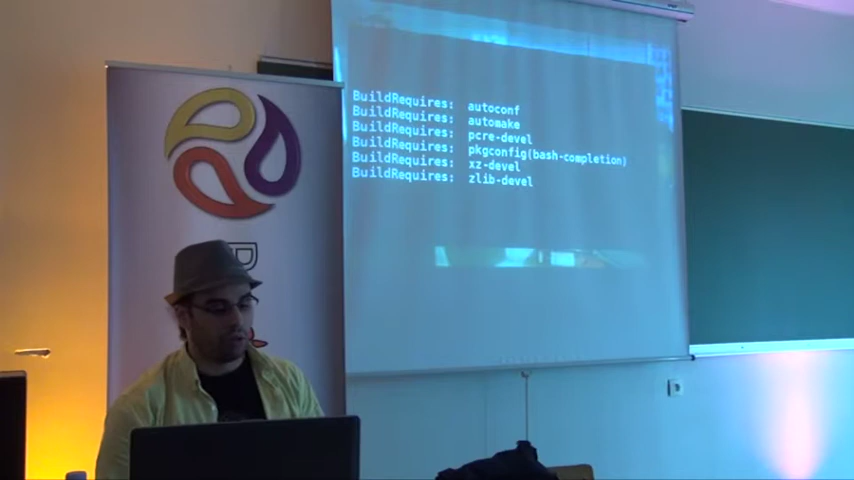 BuildRequires: autoconf
BuildRequires: automake
BuildRequires: pcre-devel
BuildRequires: pkgconfig(bash-completion)
BuildRequires: xz-devel
BuildRequires: zlib-devel